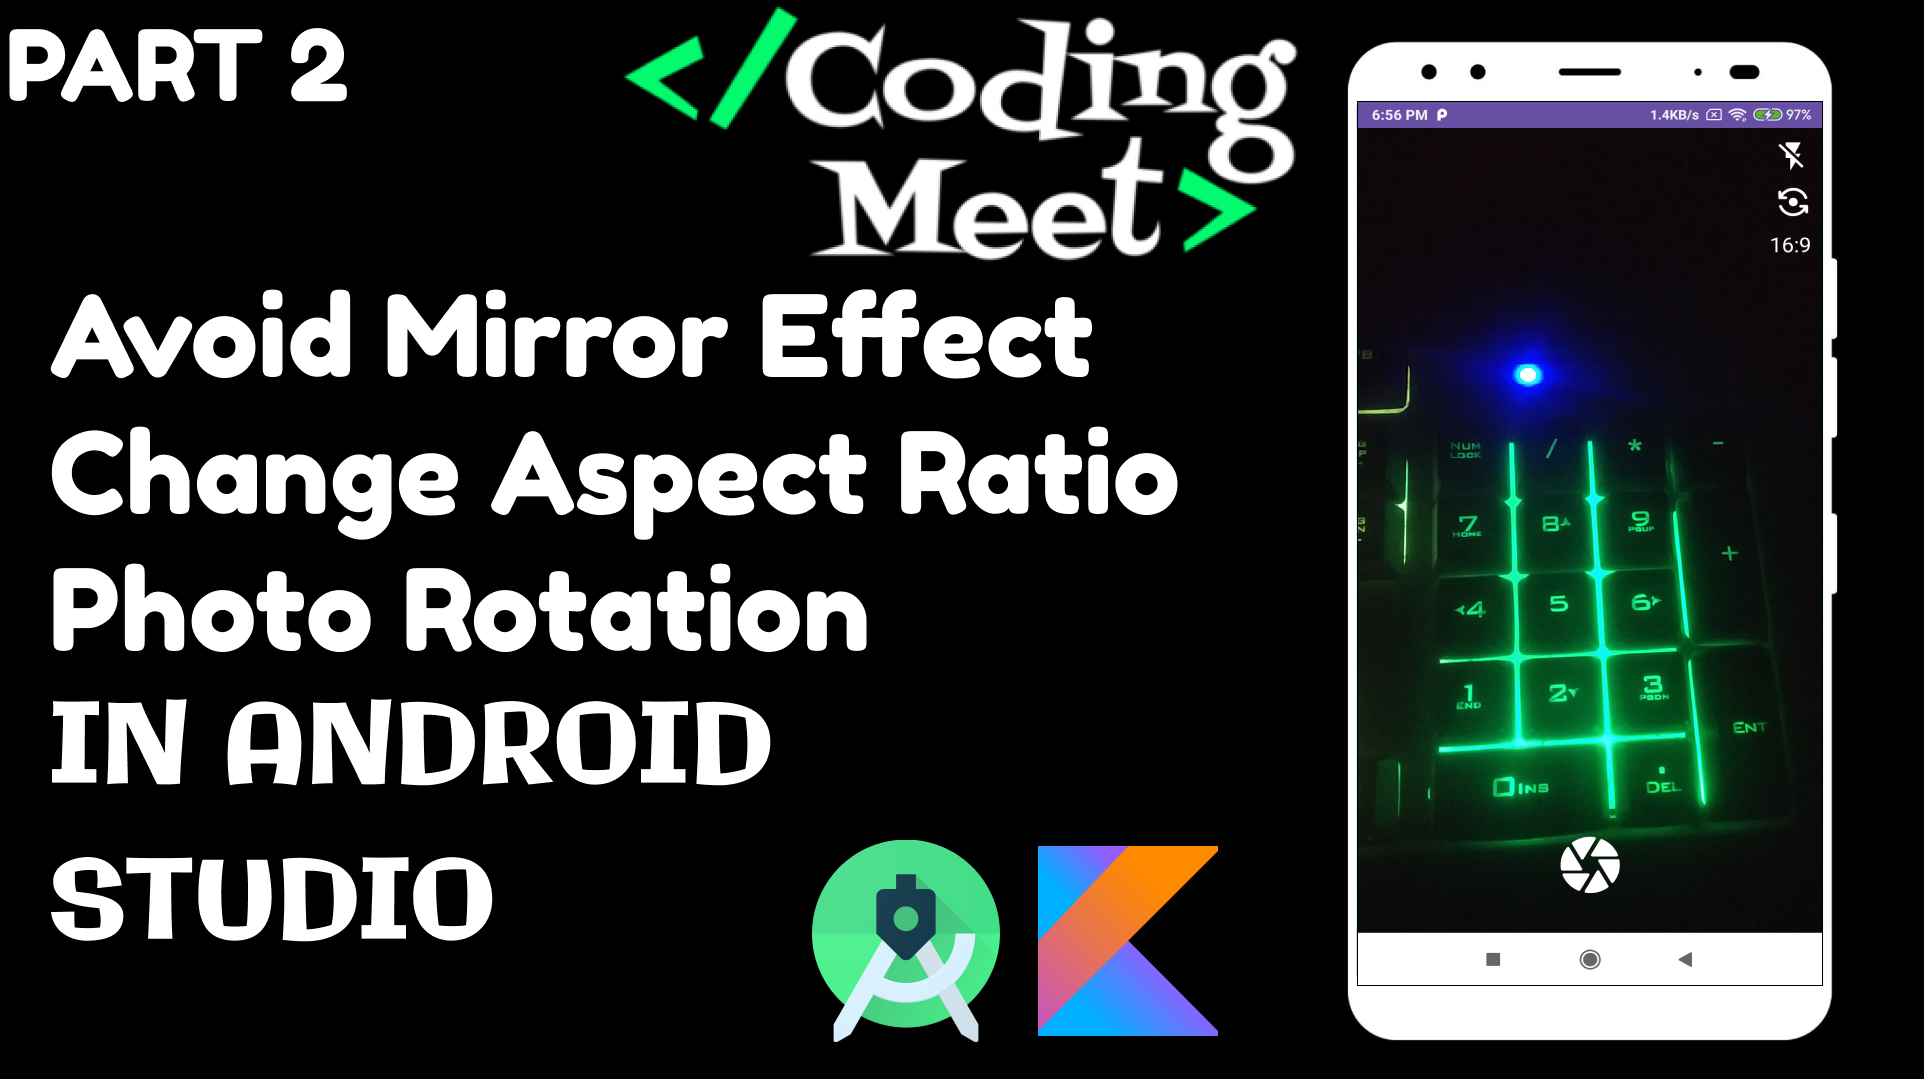 PART 2
</Coding
Meet>
Avoid Mirror Effect
Change Aspect Ratio
Photo Rotation
IN ANDROID
STUDIO
6:56 PM
1.4KB/s 97%
16:9
NUM LOCK / * -
7 HOME 8 9 PGUP +
4 5 6
1 END 2 3 PGDN ENT
0 INS . DEL